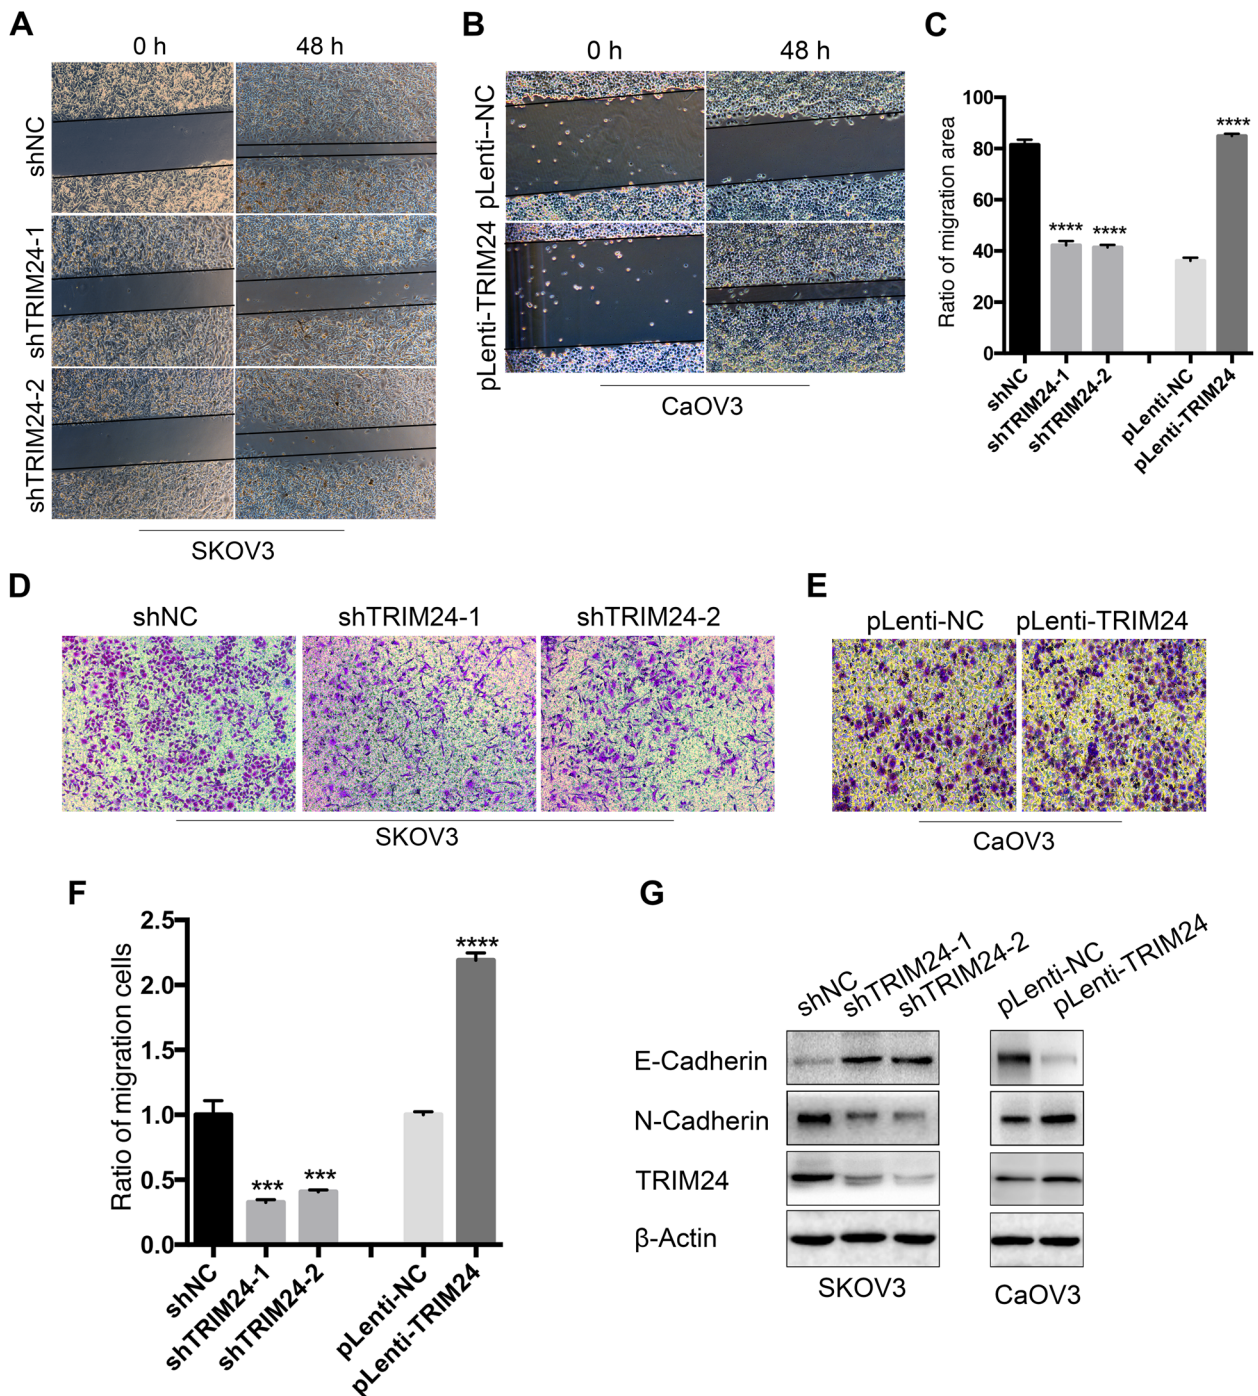 A
0 h
48 h
shNC
shTRIM24-1
shTRIM24-2
SKOV3
B
0 h
48 h
pLenti--NC
pLenti-TRIM24
CaOV3
C
Ratio of migration area
100
80
60
40
20
0
****
****
****
shNC
shTRIM24-1
shTRIM24-2
pLenti-NC
pLenti-TRIM24
D
shNC
shTRIM24-1
shTRIM24-2
SKOV3
E
pLenti-NC
pLenti-TRIM24
CaOV3
F
Ratio of migration cells
2.5
2.0
1.5
1.0
0.5
0.0
***
***
****
shNC
shTRIM24-1
shTRIM24-2
pLenti-NC
pLenti-TRIM24
G
shNC
shTRIM24-1
shTRIM24-2
pLenti-NC
pLenti-TRIM24
E-Cadherin
N-Cadherin
TRIM24
β-Actin
SKOV3
CaOV3